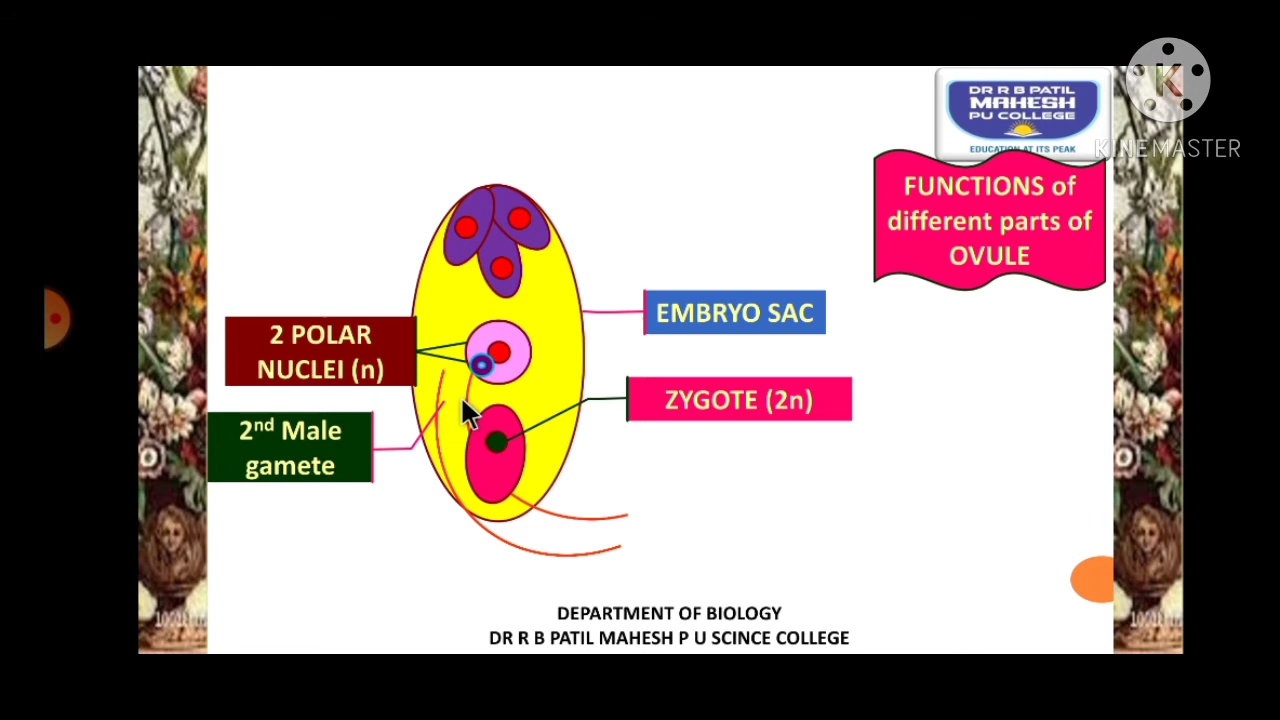 DR R B PATIL
MAHESH
PU COLLEGE
EDUCATION AT ITS PEAK
K
KINEMASTER
FUNCTIONS of
different parts of
OVULE
EMBRYO SAC
2 POLAR
NUCLEI (n)
ZYGOTE (2n)
2nd Male
gamete
DEPARTMENT OF BIOLOGY
DR R B PATIL MAHESH P U SCINCE COLLEGE